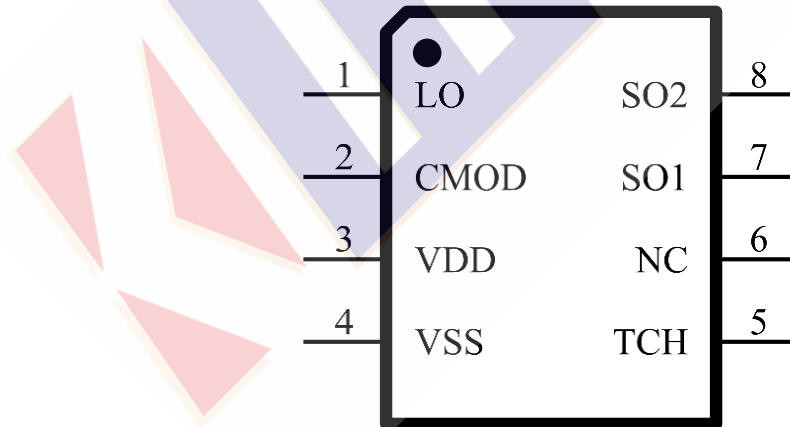 1 LO SO2 8
2 CMOD SO1 7
3 VDD NC 6
4 VSS TCH 5